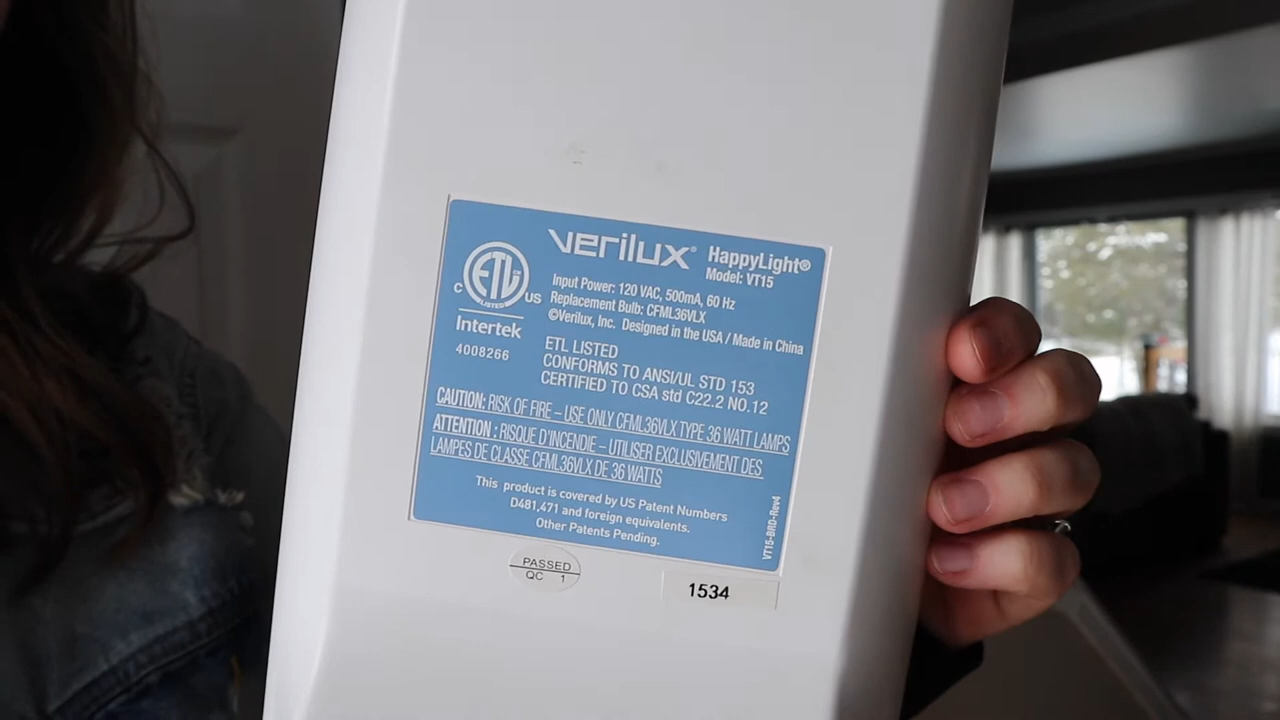 verilux® HappyLight®
Model: VT15
Input Power: 120 VAC, 500mA, 60 Hz
Replacement Bulb: CFML36VLX
©Verilux, Inc. Designed in the USA / Made in China
ETL CM
LISTED
C US
Intertek
4008266
ETL LISTED
CONFORMS TO ANSI/UL STD 153
CERTIFIED TO CSA std C22.2 NO.12
CAUTION: RISK OF FIRE – USE ONLY CFML36VLX TYPE 36 WATT LAMPS
ATTENTION : RISQUE D'INCENDIE – UTILISER EXCLUSIVEMENT DES
LAMPES DE CLASSE CFML36VLX DE 36 WATTS
This product is covered by US Patent Numbers
D481,471 and foreign equivalents.
Other Patents Pending.
VT15-BRD-Rev4
PASSED
QC 1
1534